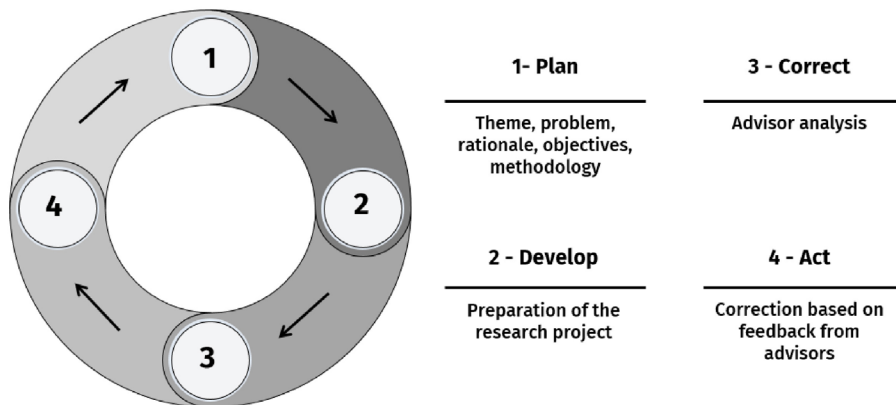 1
2
3
4
1- Plan
Theme, problem,
rationale, objectives,
methodology
2 - Develop
Preparation of the
research project
3 - Correct
Advisor analysis
4 - Act
Correction based on
feedback from
advisors